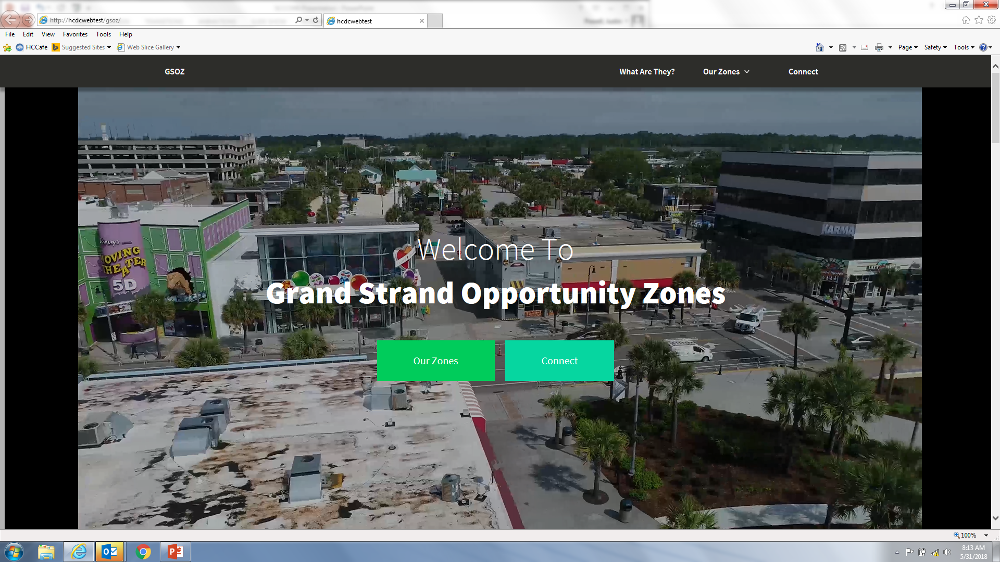 http://hcdcwebtest/gsoz/
hcdcwebtest
File Edit View Favorites Tools Help
HCCafe Suggested Sites Web Slice Gallery
Page Safety Tools
GSOZ What Are They? Our Zones Connect
Ripley's
MOVING
THEATER
5D
KARMA
Welcome To
Grand Strand Opportunity Zones
Our Zones Connect
100%
8:13 AM
5/31/2018